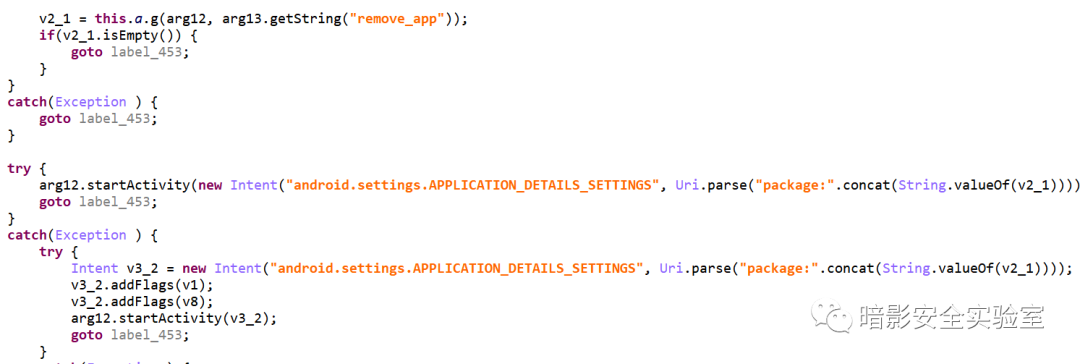 v2_1 = this.a.g(arg12, arg13.getString("remove_app"));
if(v2_1.isEmpty()) {
goto label_453;
}
}
catch(Exception ) {
goto label_453;
}
try {
arg12.startActivity(new Intent("android.settings.APPLICATION_DETAILS_SETTINGS", Uri.parse("package:".concat(String.valueOf(v2_1))))
goto label_453;
}
catch(Exception ) {
try {
Intent v3_2 = new Intent("android.settings.APPLICATION_DETAILS_SETTINGS", Uri.parse("package:".concat(String.valueOf(v2_1))));
v3_2.addFlags(v1);
v3_2.addFlags(v8);
arg12.startActivity(v3_2);
goto label_453;
}
暗影安全实验室